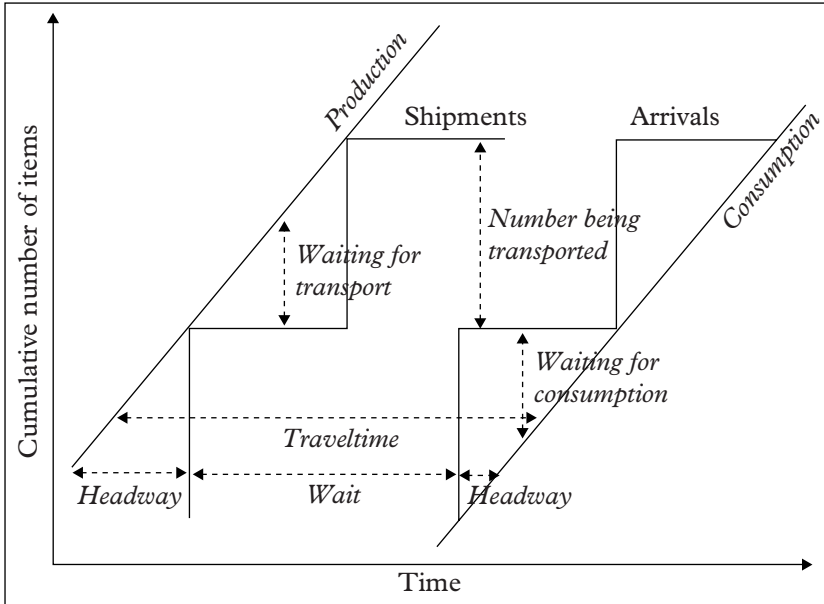 Cumulative number of items
Production
Shipments
Arrivals
Consumption
Number being
transported
Waiting for
transport
Waiting for
consumption
Traveltime
Headway
Wait
Headway
Time